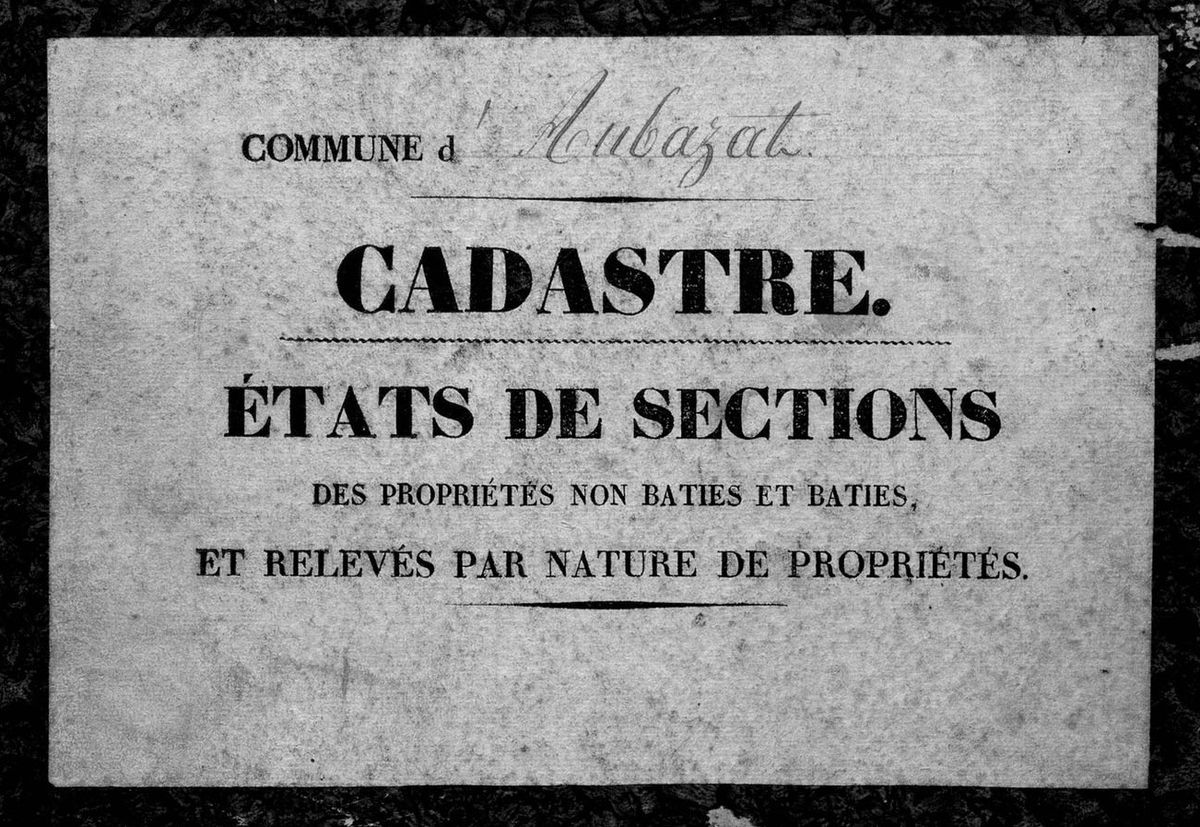 COMMUNE d' Aubazat.
CADASTRE.
ÉTATS DE SECTIONS
DES PROPRIÉTÉS NON BATIES ET BATIES,
ET RELEVÉS PAR NATURE DE PROPRIÉTÉS.